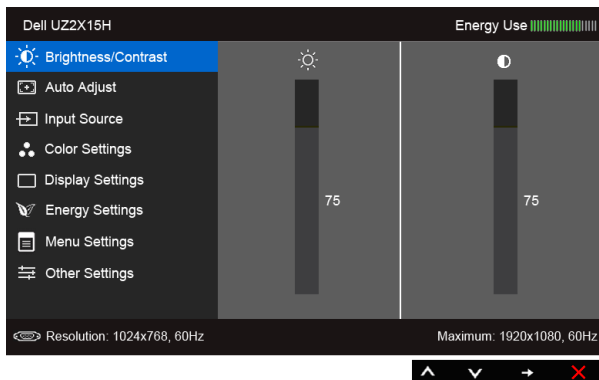 Dell UZ2X15H
Energy Use
Brightness/Contrast
Auto Adjust
Input Source
Color Settings
Display Settings
Energy Settings
Menu Settings
Other Settings
75
75
Resolution: 1024x768, 60Hz
Maximum: 1920x1080, 60Hz